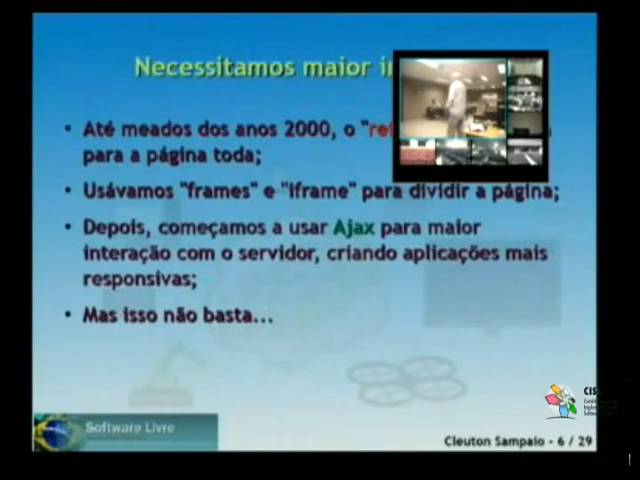 Necessitamos maior
• Até meados dos anos 2000, o "
para a página toda;
• Usávamos "frames" e "iframe" para dividir a página;
• Depois, começamos a usar Ajax para maior
interação com o servidor, criando aplicações mais
responsivas;
• Mas isso não basta...
Software Livre
CIS
Cleuton Sampaio - 6 / 29